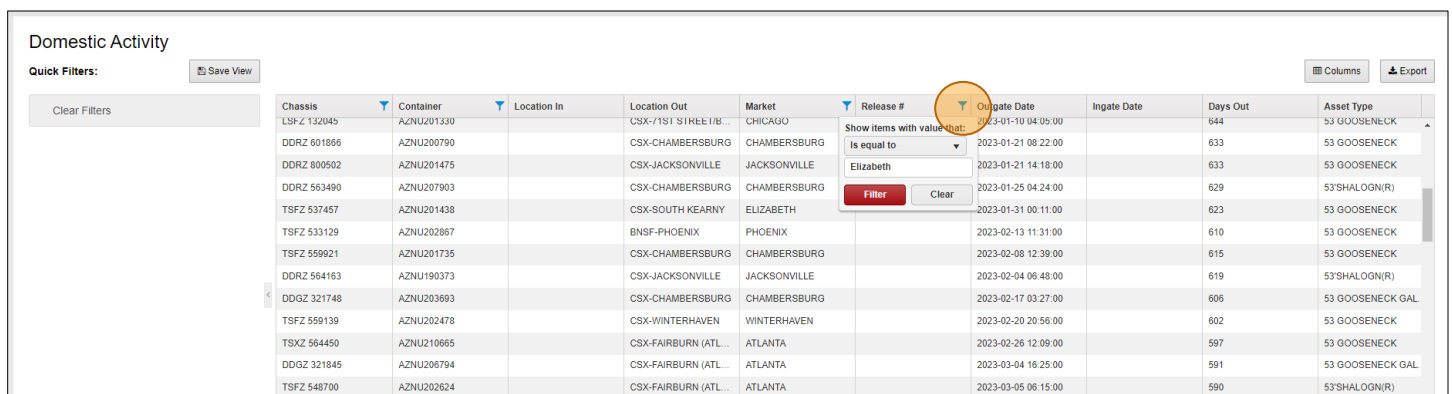 Domestic Activity
Quick Filters: Save View Columns Export
Clear Filters
Chassis Container Location In Location Out Market Release # Outgate Date Ingate Date Days Out Asset Type
LSFZ 132045 AZNU201330 CSX-71ST STREET/B... CHICAGO 2023-01-10 04:05:00 644 53 GOOSENECK
Show items with value that:
DDRZ 601866 AZNU200790 CSX-CHAMBERSBURG CHAMBERSBURG Is equal to 2023-01-21 08:22:00 633 53 GOOSENECK
DDRZ 800502 AZNU201475 CSX-JACKSONVILLE JACKSONVILLE Elizabeth 2023-01-21 14:18:00 633 53 GOOSENECK
DDRZ 563490 AZNU207903 CSX-CHAMBERSBURG CHAMBERSBURG Filter Clear 2023-01-25 04:24:00 629 53'SHALOGN(R)
TSFZ 537457 AZNU201438 CSX-SOUTH KEARNY ELIZABETH 2023-01-31 00:11:00 623 53 GOOSENECK
TSFZ 533129 AZNU202867 BNSF-PHOENIX PHOENIX 2023-02-13 11:31:00 610 53 GOOSENECK
TSFZ 559921 AZNU201735 CSX-CHAMBERSBURG CHAMBERSBURG 2023-02-08 12:39:00 615 53 GOOSENECK
DDRZ 564163 AZNU190373 CSX-JACKSONVILLE JACKSONVILLE 2023-02-04 06:48:00 619 53'SHALOGN(R)
DDGZ 321748 AZNU203693 CSX-CHAMBERSBURG CHAMBERSBURG 2023-02-17 03:27:00 606 53 GOOSENECK GAL
TSFZ 559139 AZNU202478 CSX-WINTERHAVEN WINTERHAVEN 2023-02-20 20:56:00 602 53 GOOSENECK
TSXZ 564450 AZNU210665 CSX-FAIRBURN (ATL... ATLANTA 2023-02-26 12:09:00 597 53 GOOSENECK
DDGZ 321845 AZNU206794 CSX-FAIRBURN (ATL... ATLANTA 2023-03-04 16:25:00 591 53 GOOSENECK GAL
TSFZ 548700 AZNU202624 CSX-FAIRBURN (ATL... ATLANTA 2023-03-05 06:15:00 590 53'SHALOGN(R)